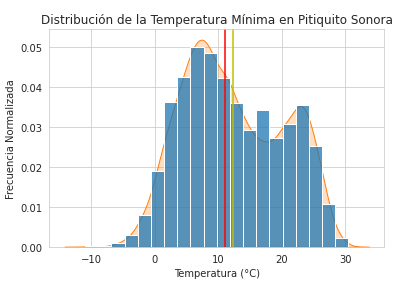 Distribución de la Temperatura Mínima en Pitiquito Sonora
0.05
0.04
0.03
0.02
0.01
0.00
Frecuencia Normalizada
−10 0 10 20 30
Temperatura (°C)